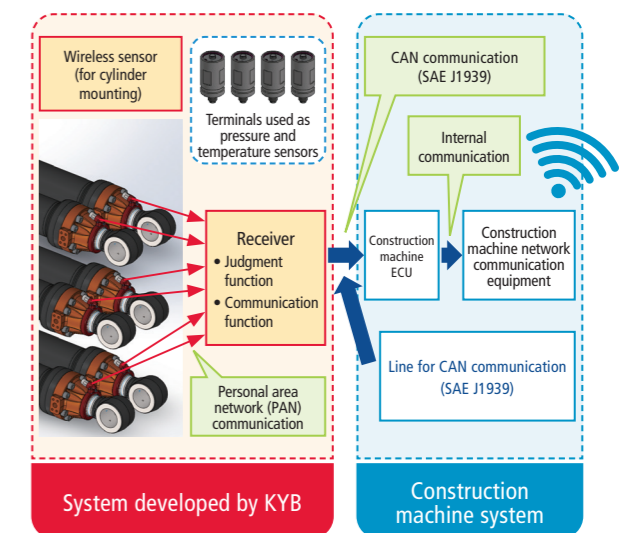 Wireless sensor
(for cylinder
mounting)
Terminals used as
pressure and
temperature sensors
CAN communication
(SAE J1939)
Internal
communication
Receiver
• Judgment
function
• Communication
function
Construction
machine
ECU
Construction
machine network
communication
equipment
Line for CAN communication
(SAE J1939)
Personal area
network (PAN)
communication
System developed by KYB
Construction
machine system